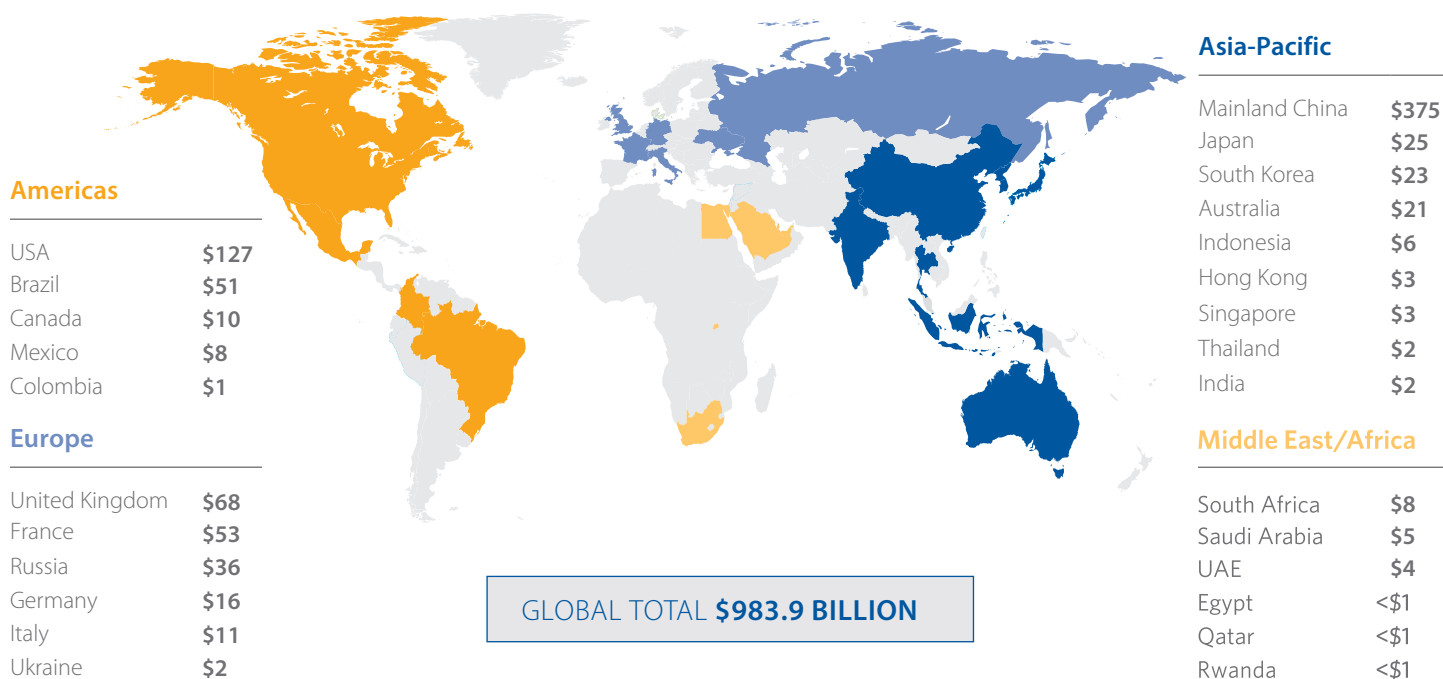 Americas
USA $127
Brazil $51
Canada $10
Mexico $8
Colombia $1
Europe
United Kingdom $68
France $53
Russia $36
Germany $16
Italy $11
Ukraine $2
GLOBAL TOTAL $983.9 BILLION
Asia-Pacific
Mainland China $375
Japan $25
South Korea $23
Australia $21
Indonesia $6
Hong Kong $3
Singapore $3
Thailand $2
India $2
Middle East/Africa
South Africa $8
Saudi Arabia $5
UAE $4
Egypt <$1
Qatar <$1
Rwanda <$1